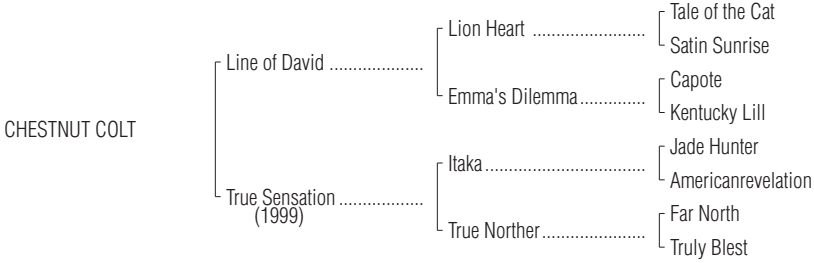 Tale of the Cat
Lion Heart ........................
Satin Sunrise
Line of David ....................
Capote
Emma's Dilemma..............
Kentucky Lill
CHESTNUT COLT
Jade Hunter
Itaka..................................
Americanrevelation
True Sensation ..................
(1999)
Far North
True Norther......................
Truly Blest